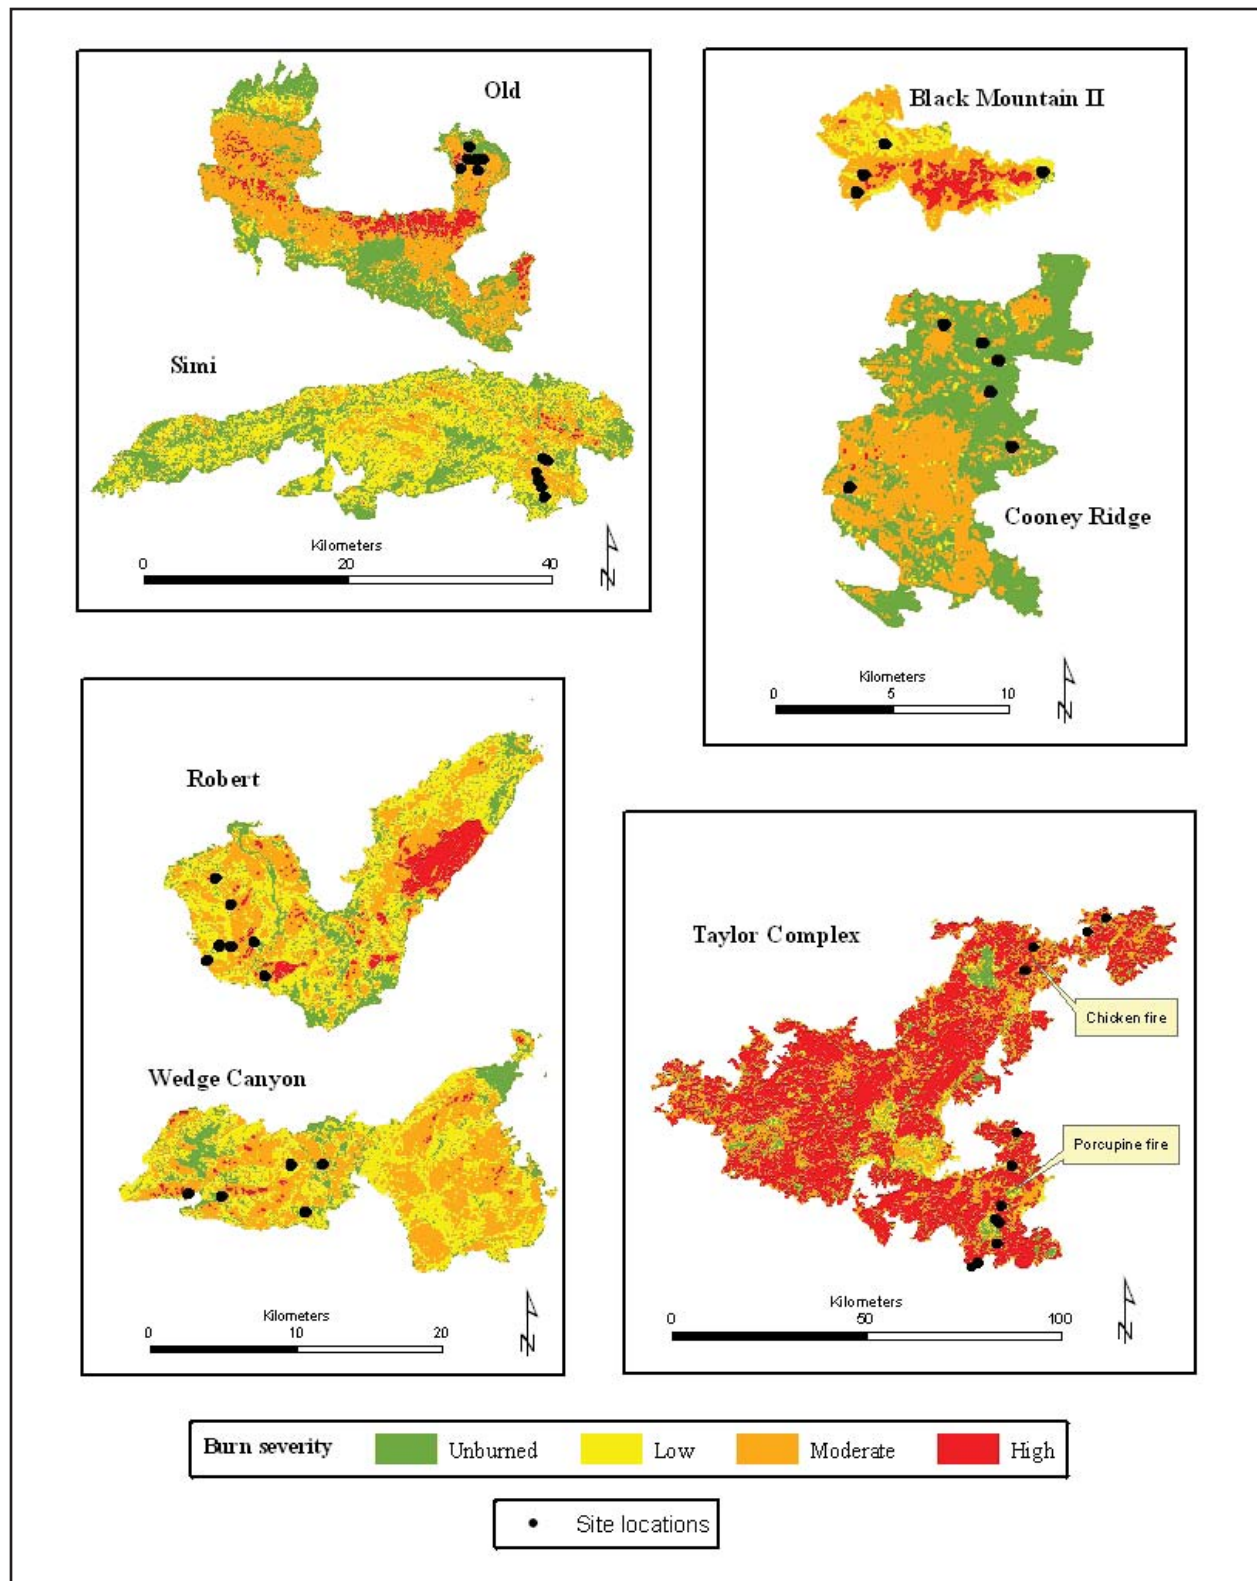 Old
Simi
Kilometers
0 20 40
N
Black Mountain II
Cooney Ridge
Kilometers
0 5 10
N
Robert
Wedge Canyon
Kilometers
0 10 20
N
Taylor Complex
Chicken fire
Porcupine fire
Kilometers
0 50 100
N
Burn severity Unburned Low Moderate High
Site locations